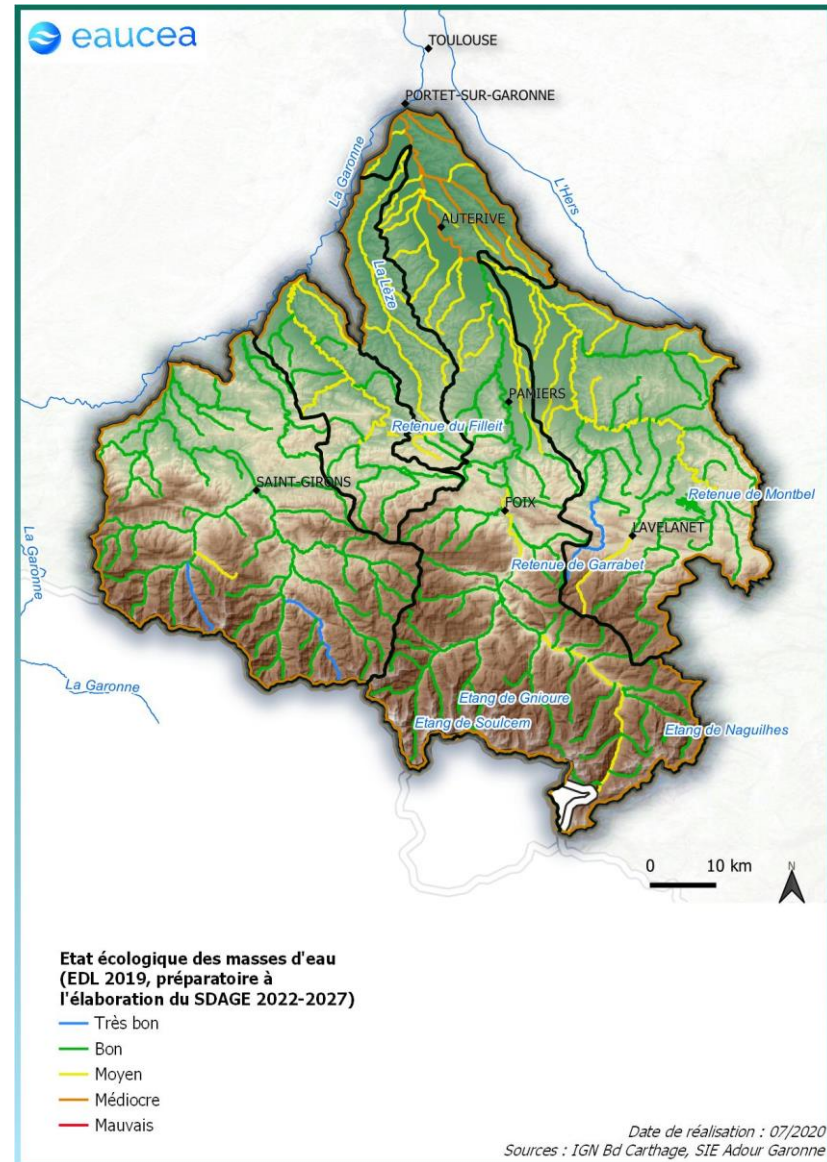 eaucea
TOULOUSE
PORTET-SUR-GARONNE
La Garonne
L'Hers
AUTERIVE
La Lèze
PAMIERS
Retenue du Filleit
SAINT-GIRONS
Retenue de Montbel
FOIX
LAVELANET
Retenue de Garrabet
La Garonne
La Garonne
Etang de Gnioure
Etang de Soulcem
Etang de Naguilhes
0 10 km
N
Etat écologique des masses d'eau
(EDL 2019, préparatoire à
l'élaboration du SDAGE 2022-2027)
Très bon
Bon
Moyen
Médiocre
Mauvais
Date de réalisation : 07/2020
Sources : IGN Bd Carthage, SIE Adour Garonne